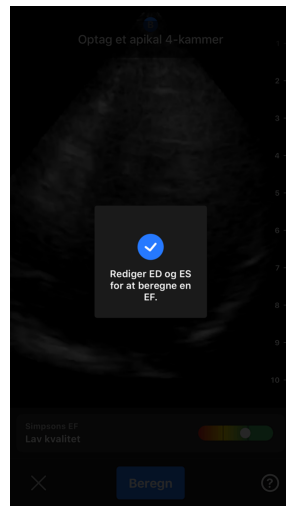 Optag et apikal 4-kammer
1
2
3
4
5
6
7
8
9
10
Rediger ED og ES
for at beregne en
EF.
Simpsons EF
Lav kvalitet
Beregn
?